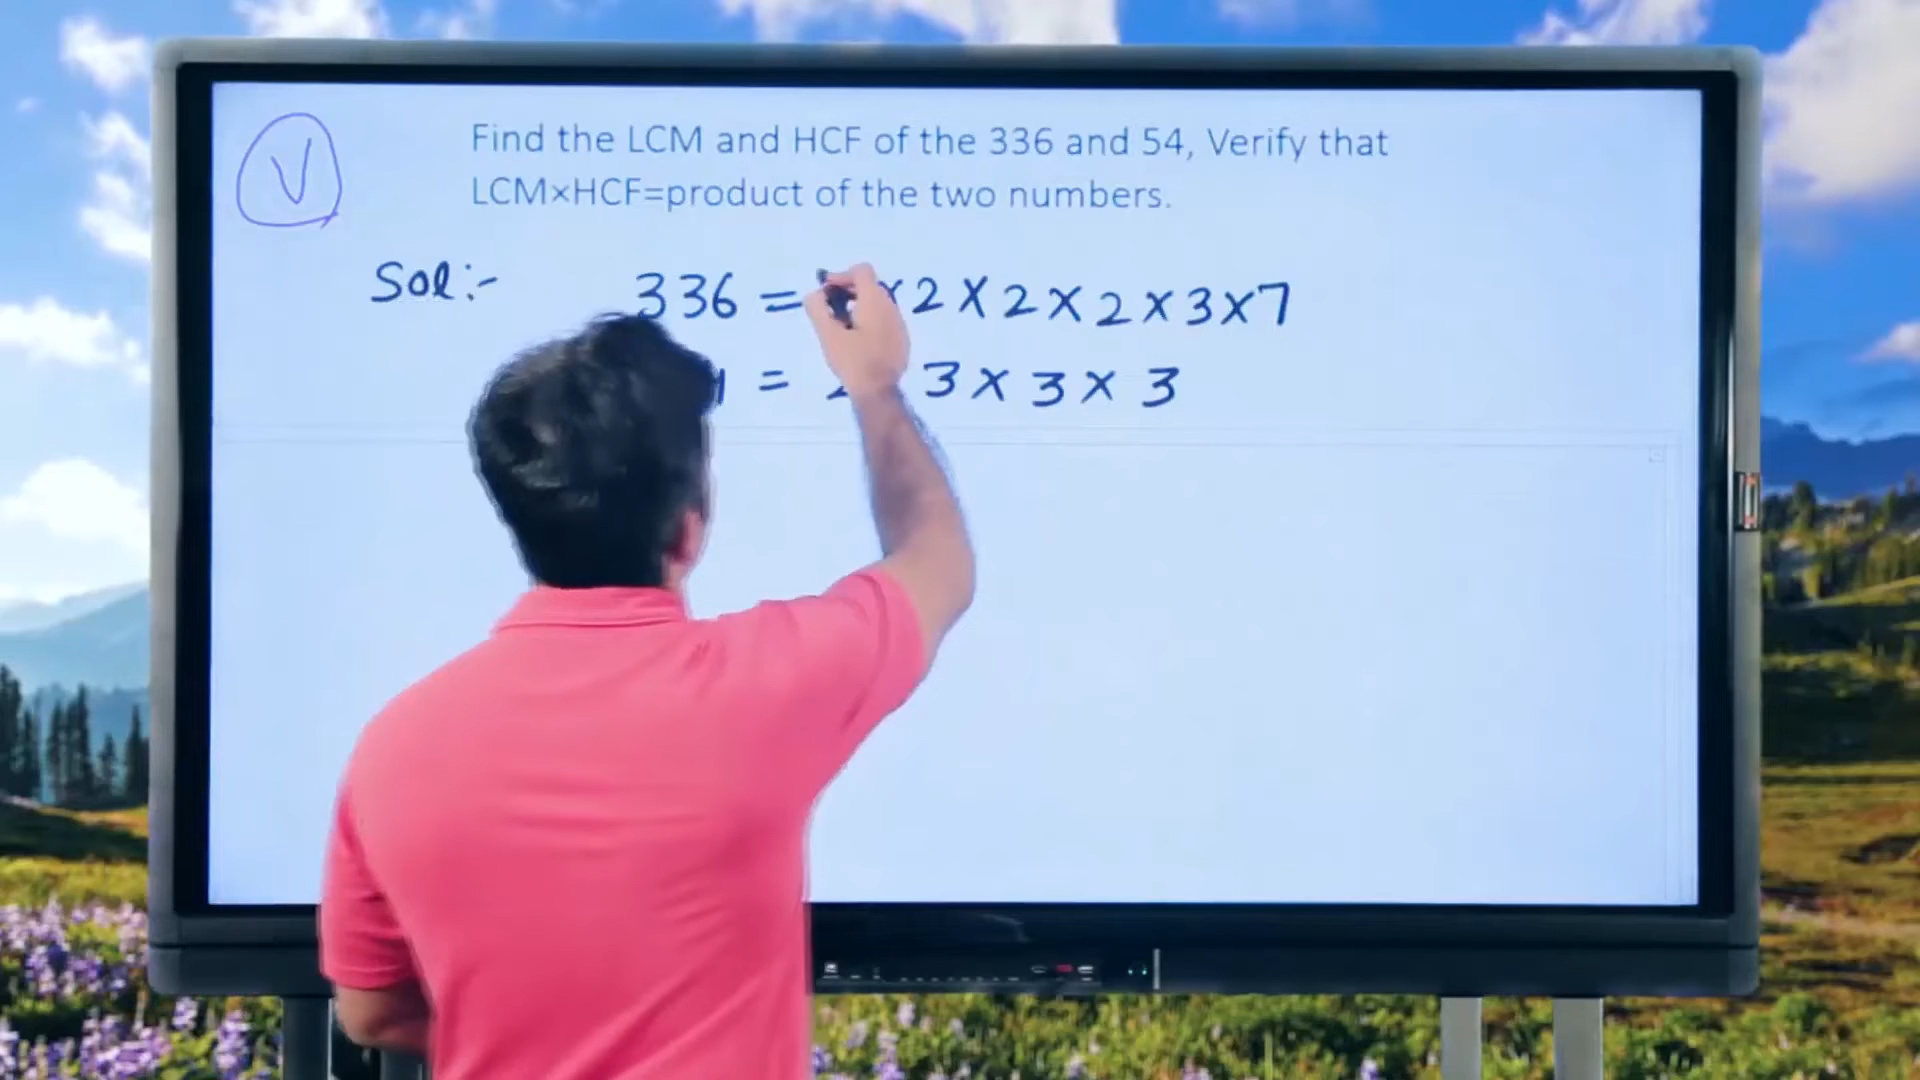 V
Find the LCM and HCF of the 336 and 54, Verify that
LCM×HCF=product of the two numbers.
Sol:-
336 = × 2 × 2 × 2 × 3 × 7
= 3 × 3 × 3